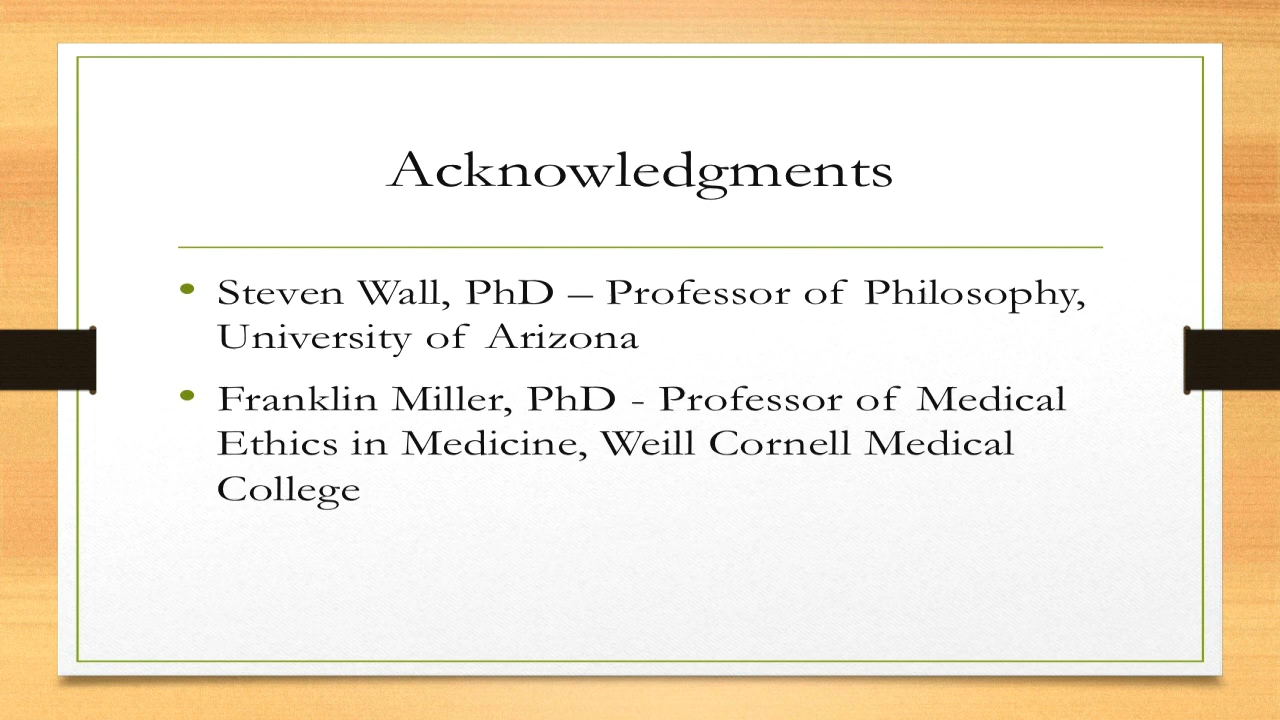 Acknowledgments
• Steven Wall, PhD – Professor of Philosophy,
University of Arizona
• Franklin Miller, PhD - Professor of Medical
Ethics in Medicine, Weill Cornell Medical
College